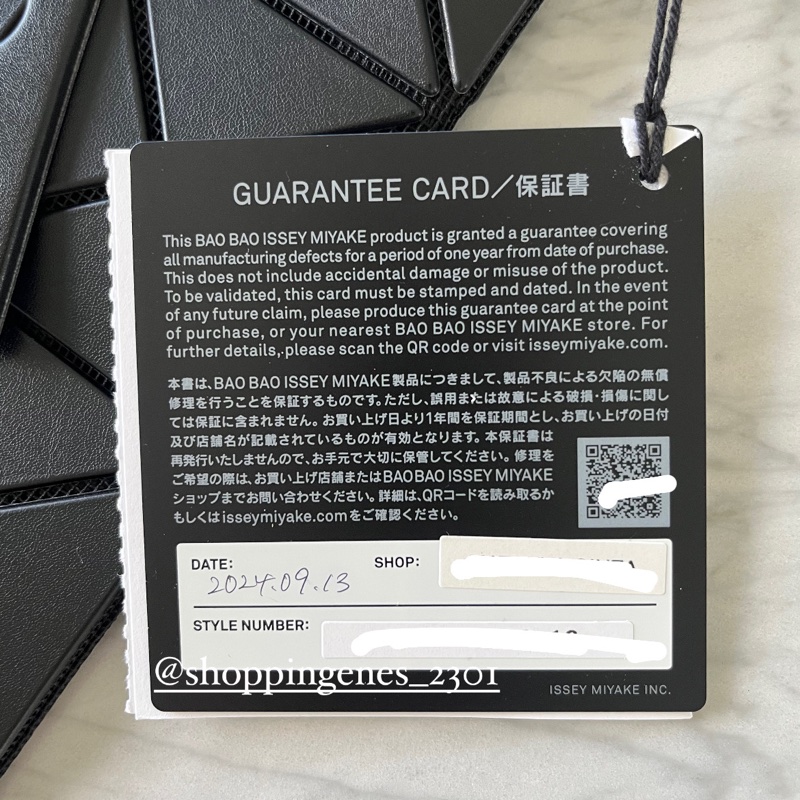 GUARANTEE CARD／保証書
This BAO BAO ISSEY MIYAKE product is granted a guarantee covering
all manufacturing defects for a period of one year from date of purchase.
This does not include accidental damage or misuse of the product.
To be validated, this card must be stamped and dated. In the event
of any future claim, please produce this guarantee card at the point
of purchase, or your nearest BAO BAO ISSEY MIYAKE store. For
further details, please scan the QR code or visit isseymiyake.com.
本書は、BAO BAO ISSEY MIYAKE製品につきまして、製品不良による欠陥の無償
修理を行うことを保証するものです。ただし、誤用または故意による破損・損傷に関し
ては保証に含まれません。お買い上げ日より1年間を保証期間とし、お買い上げの日付
及び店舗名が記載されているものが有効となります。本保証書は
再発行いたしませんので、お手元で大切に保管してください。修理を
ご希望の際は、お買い上げ店舗またはBAO BAO ISSEY MIYAKE
ショップまでお問い合わせください。詳細は、QRコードを読み取るか
もしくはisseymiyake.comをご確認ください。
DATE: 2024.09.13 SHOP:
STYLE NUMBER:
@shoppingenes_2301
ISSEY MIYAKE INC.